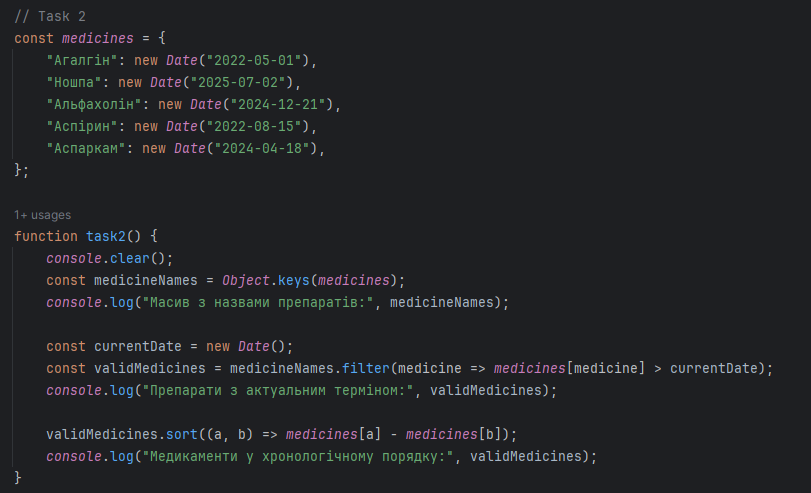 // Task 2
const medicines = {
    "Агалгін": new Date("2022-05-01"),
    "Ношпа": new Date("2025-07-02"),
    "Альфахолін": new Date("2024-12-21"),
    "Аспірин": new Date("2022-08-15"),
    "Аспаркам": new Date("2024-04-18"),
};
1+ usages
function task2() {
    console.clear();
    const medicineNames = Object.keys(medicines);
    console.log("Масив з назвами препаратів:", medicineNames);
    const currentDate = new Date();
    const validMedicines = medicineNames.filter(medicine => medicines[medicine] > currentDate);
    console.log("Препарати з актуальним терміном:", validMedicines);
    validMedicines.sort((a, b) => medicines[a] - medicines[b]);
    console.log("Медикаменти у хронологічному порядку:", validMedicines);
}